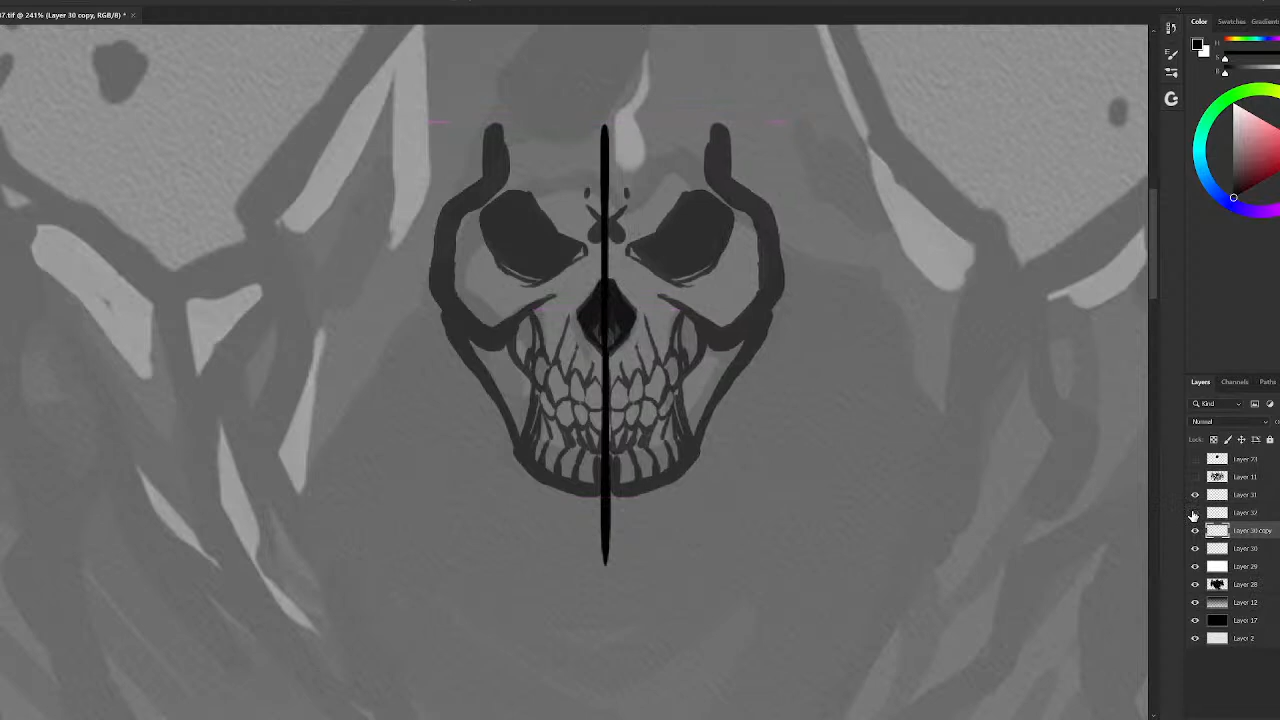 37.tif @ 241% (Layer 30 copy, RGB/8) * ×
Color Swatches Gradients
H
S
B
Layers Channels Paths
Kind
Normal
Lock:
Layer 73
Layer 11
Layer 31
Layer 32
Layer 30 copy
Layer 30
Layer 29
Layer 28
Layer 12
Layer 17
Layer 2